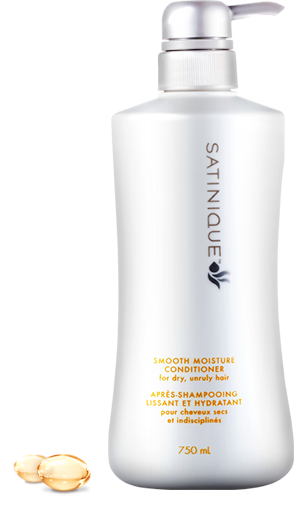 SATINIQUE™
SMOOTH MOISTURE
CONDITIONER
for dry, unruly hair
APRÈS-SHAMPOOING
LISSANT ET HYDRATANT
pour cheveux secs
et indisciplinés
750 mL